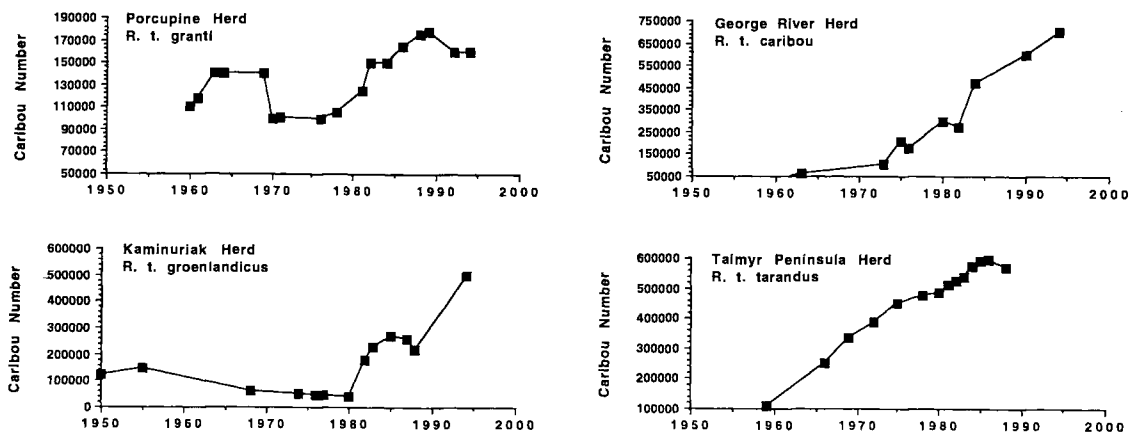 Porcupine Herd
R. t. granti
Caribou Number
190000
170000
150000
130000
110000
90000
70000
50000
1950 1960 1970 1980 1990 2000
George River Herd
R. t. caribou
Caribou Number
750000
650000
550000
450000
350000
250000
150000
50000
1950 1960 1970 1980 1990 2000
Kaminuriak Herd
R. t. groenlandicus
Caribou Number
600000
500000
400000
300000
200000
100000
0
1950 1960 1970 1980 1990 2000
Taimyr Peninsula Herd
R. t. tarandus
Caribou Number
600000
500000
400000
300000
200000
100000
1950 1960 1970 1980 1990 2000